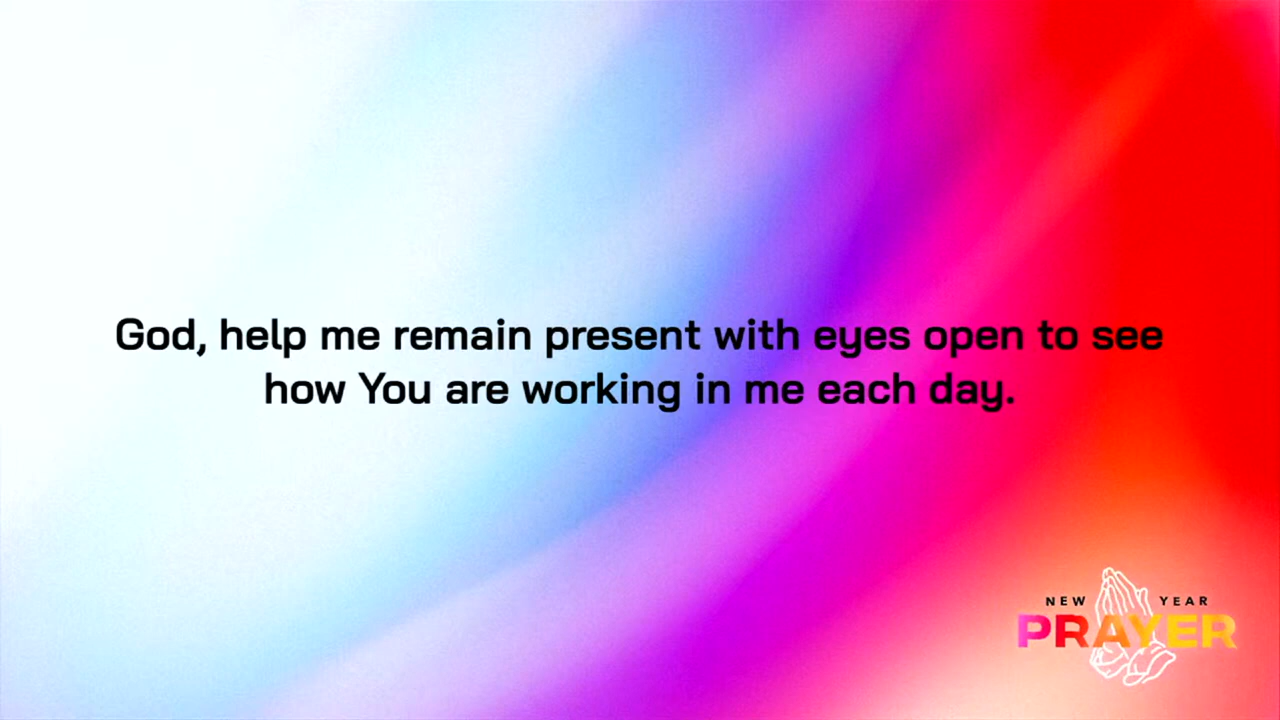 God, help me remain present with eyes open to see
how You are working in me each day.
NEW YEAR
PRAYER